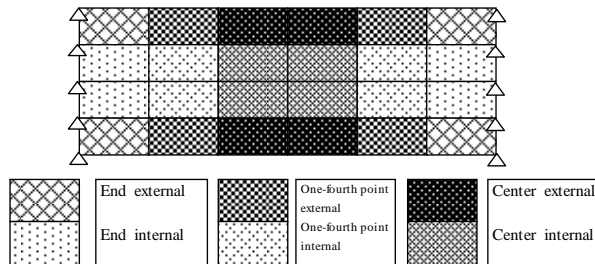 End external
End internal
One-fourth point
external
One-fourth point
internal
Center external
Center internal